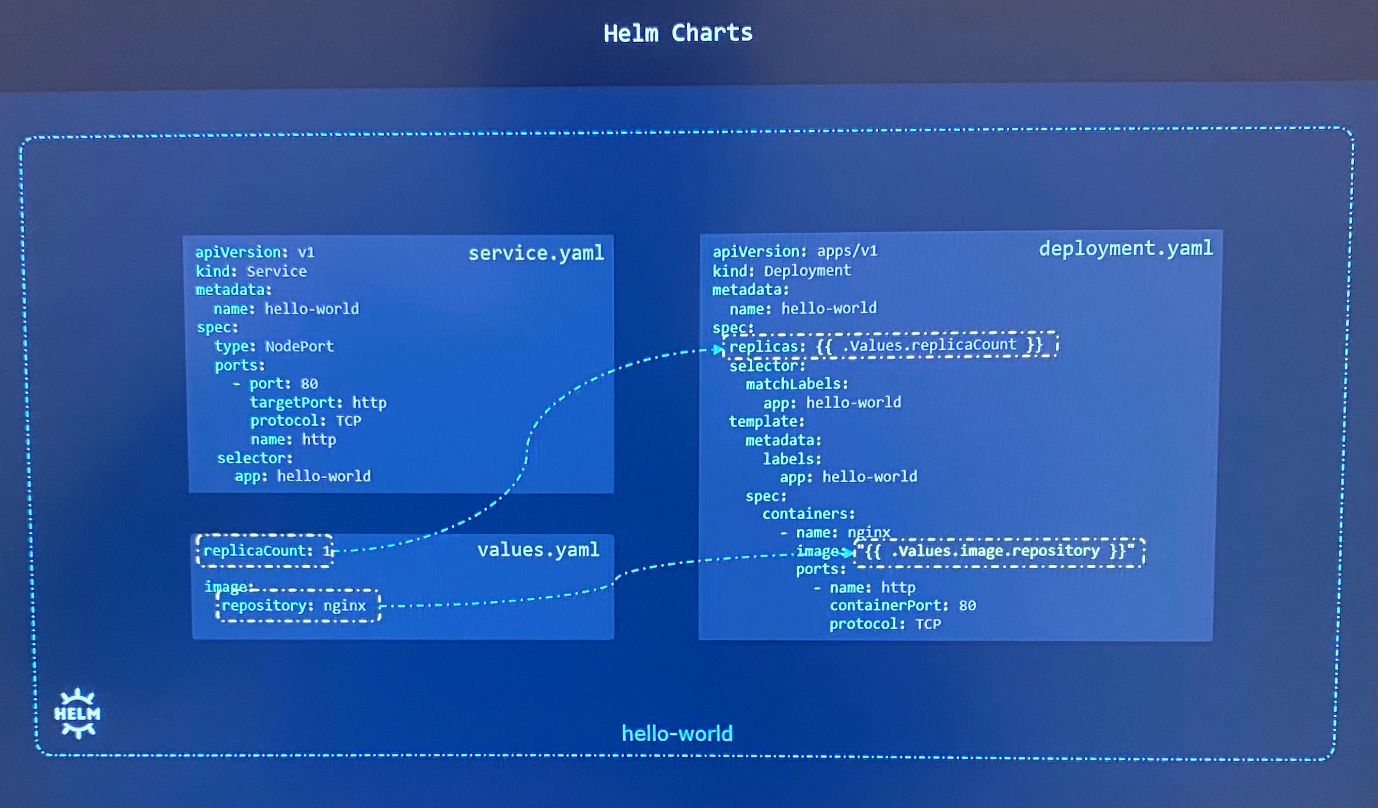 Helm Charts
service.yaml
apiVersion: v1
kind: Service
metadata:
  name: hello-world
spec:
  type: NodePort
  ports:
    - port: 80
      targetPort: http
      protocol: TCP
      name: http
  selector:
    app: hello-world
values.yaml
replicaCount: 1
image:
  repository: nginx
deployment.yaml
apiVersion: apps/v1
kind: Deployment
metadata:
  name: hello-world
spec:
  replicas: {{ .Values.replicaCount }}
  selector:
    matchLabels:
      app: hello-world
  template:
    metadata:
      labels:
        app: hello-world
    spec:
      containers:
        - name: nginx
          image: "{{ .Values.image.repository }}"
          ports:
            - name: http
              containerPort: 80
              protocol: TCP
HELM
hello-world